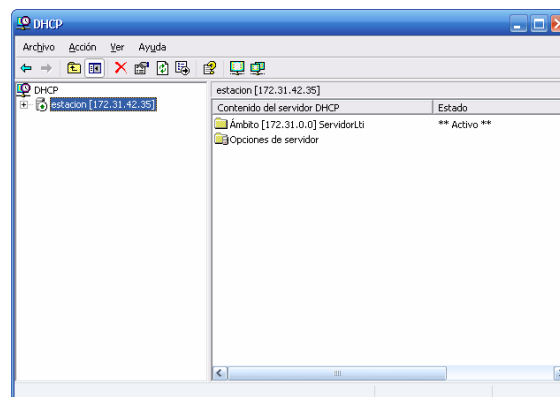 DHCP
Archivo Acción Ver Ayuda
DHCP
estacion [172.31.42.35]
estacion [172.31.42.35]
Contenido del servidor DHCP Estado
Ámbito [172.31.0.0] ServidorLti ** Activo **
Opciones de servidor